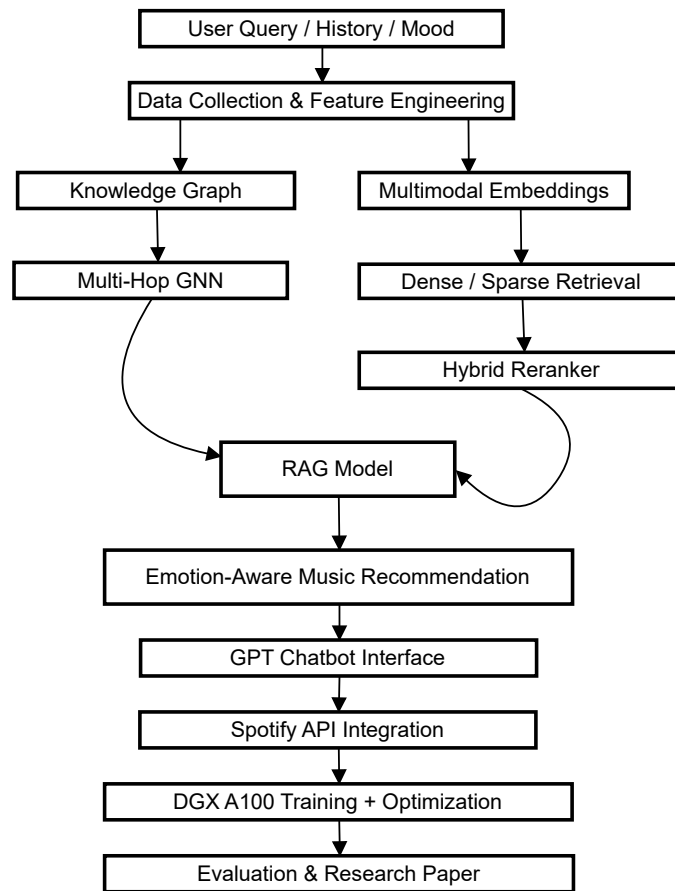 User Query / History / Mood
Data Collection & Feature Engineering
Knowledge Graph
Multimodal Embeddings
Multi-Hop GNN
Dense / Sparse Retrieval
Hybrid Reranker
RAG Model
Emotion-Aware Music Recommendation
GPT Chatbot Interface
Spotify API Integration
DGX A100 Training + Optimization
Evaluation & Research Paper